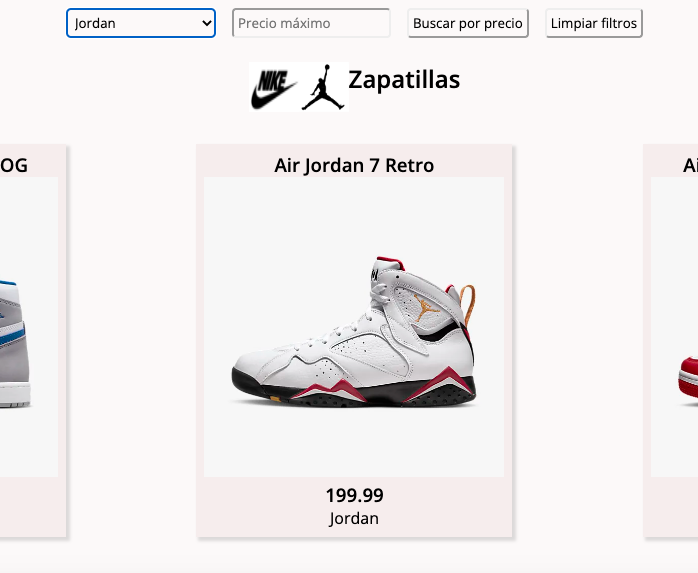 Jordan
Precio máximo
Buscar por precio
Limpiar filtros
NIKE
Zapatillas
OG
Air Jordan 7 Retro
Ai
199.99
Jordan